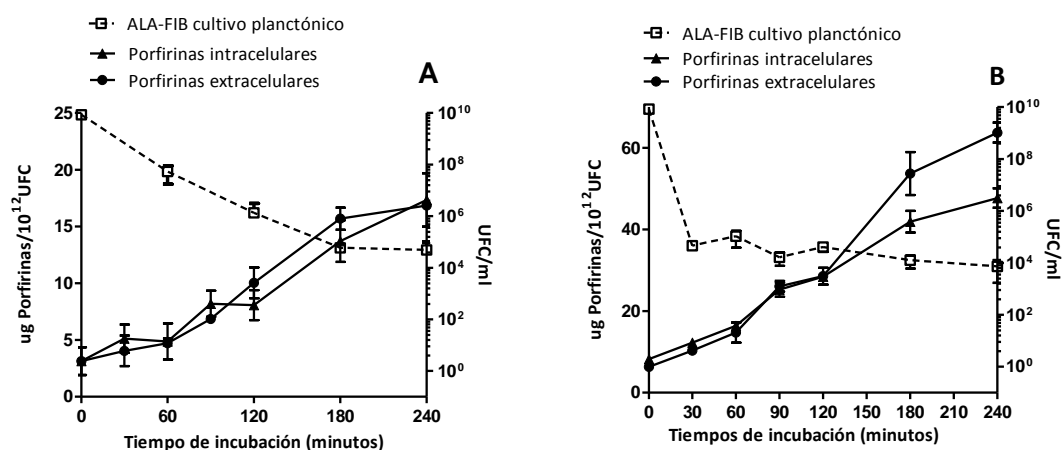 ALA-FIB cultivo planctónico
Porfirinas intracelulares
Porfirinas extracelulares
A
25
20
15
10
5
0
ug Porfirinas/10¹²UFC
10¹⁰
10⁸
10⁶
10⁴
10²
10⁰
UFC/ml
0 60 120 180 240
Tiempo de incubación (minutos)
ALA-FIB cultivo planctónico
Porfirinas intracelulares
Porfirinas extracelulares
B
60
40
20
0
ug Porfirinas/10¹²UFC
10¹⁰
10⁸
10⁶
10⁴
10²
10⁰
UFC/ml
0 30 60 90 120 150 180 210 240
Tiempos de incubación (minutos)